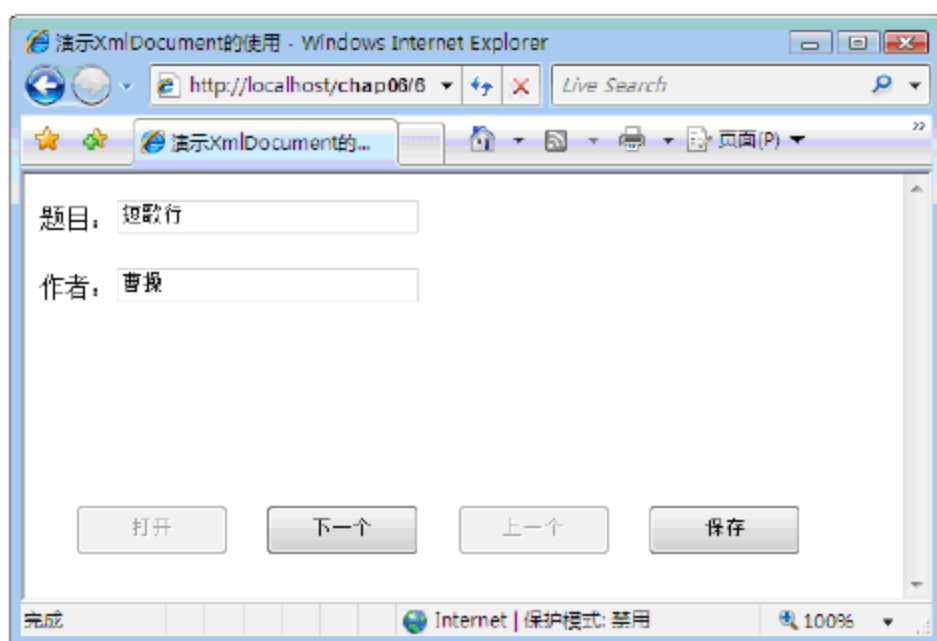 演示XmlDocument的使用 - Windows Internet Explorer
http://localhost/chap06/6
Live Search
演示XmlDocument的...
页面(P)
»
题目：
短歌行
作者：
曹操
打开
下一个
上一个
保存
完成
Internet | 保护模式: 禁用
100%